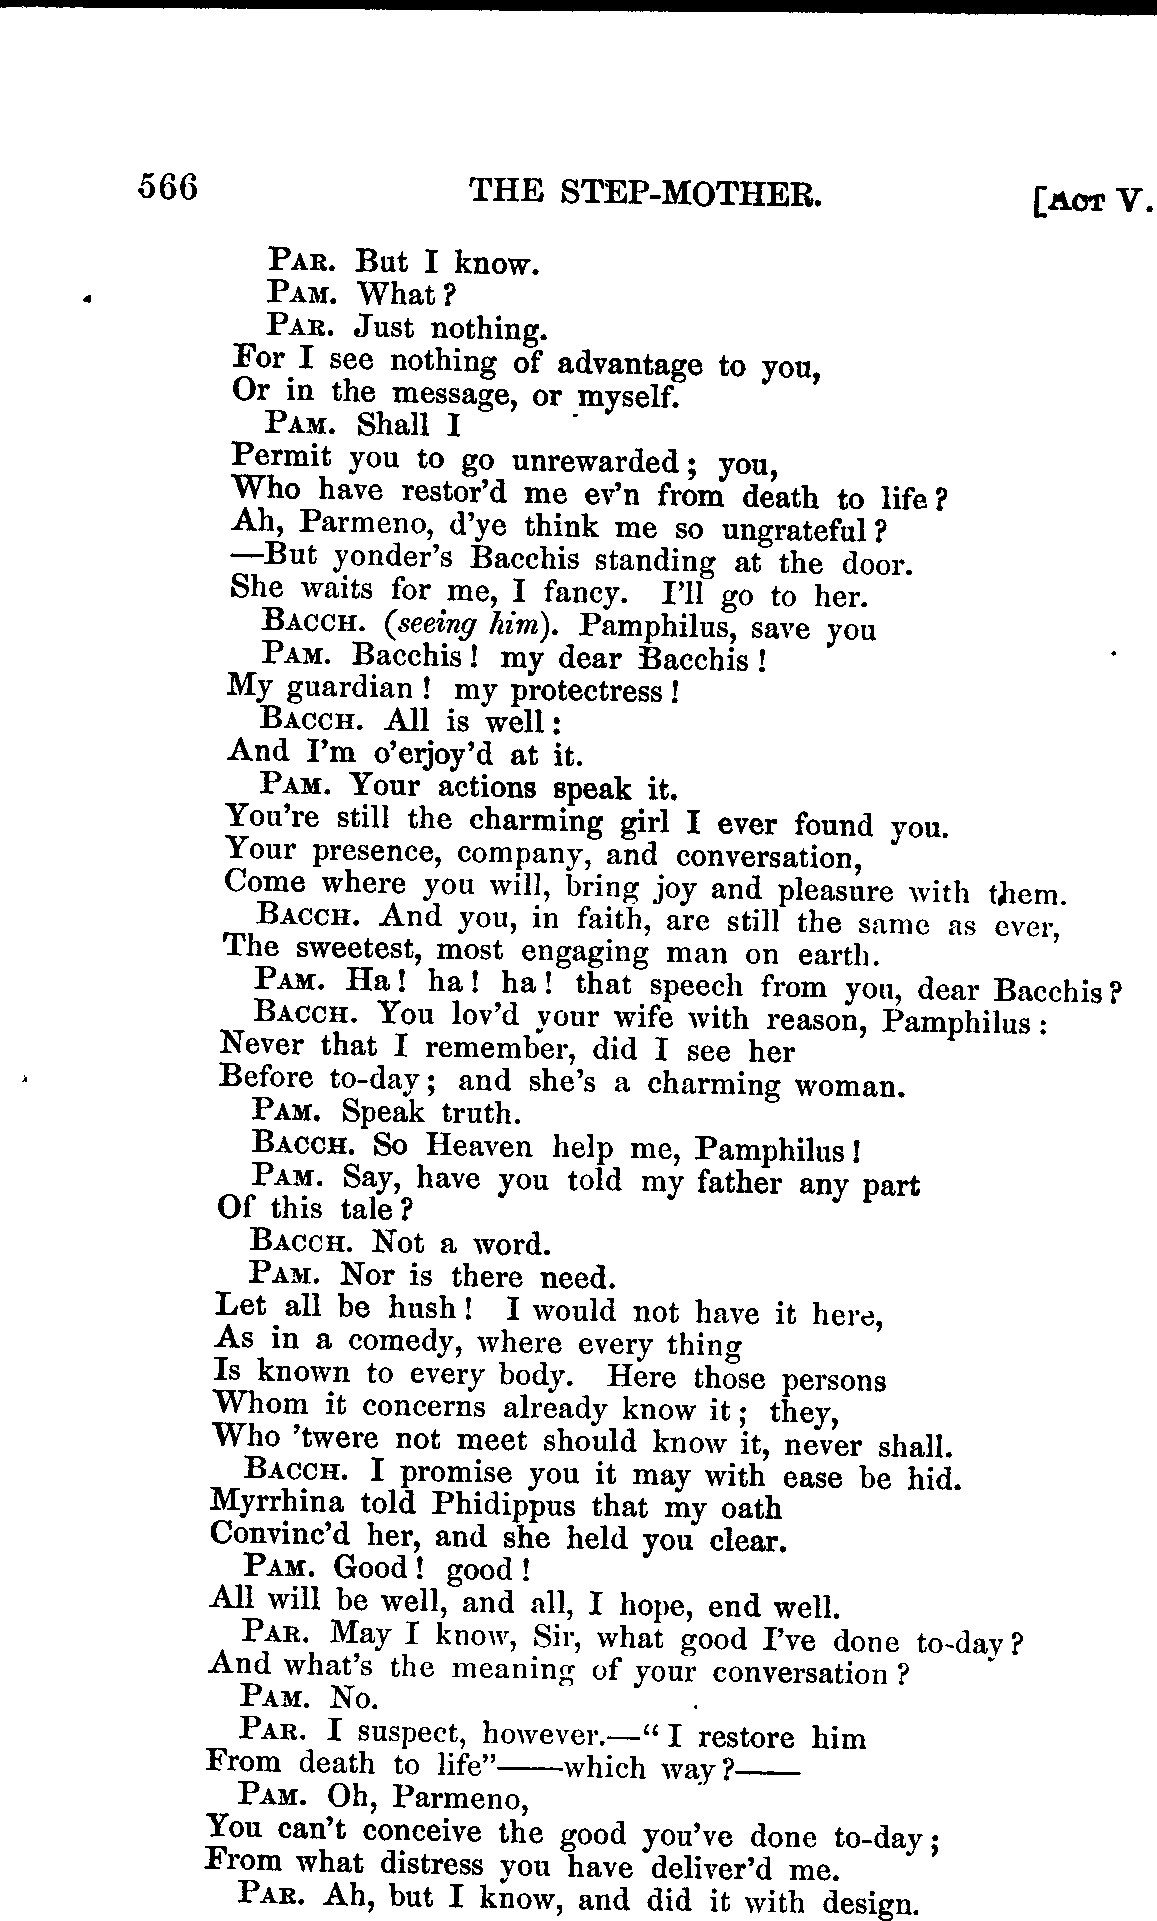 566 THE STEP-MOTHER. [ACT V.
PAR. But I know.
PAM. What?
PAR. Just nothing.
For I see nothing of advantage to you,
Or in the message, or myself.
PAM. Shall I
Permit you to go unrewarded; you,
Who have restor'd me ev'n from death to life?
Ah, Parmeno, d'ye think me so ungrateful?
—But yonder's Bacchis standing at the door.
She waits for me, I fancy. I'll go to her.
BACCH. (seeing him). Pamphilus, save you
PAM. Bacchis! my dear Bacchis!
My guardian! my protectress!
BACCH. All is well:
And I'm o'erjoy'd at it.
PAM. Your actions speak it.
You're still the charming girl I ever found you.
Your presence, company, and conversation,
Come where you will, bring joy and pleasure with them.
BACCH. And you, in faith, are still the same as ever,
The sweetest, most engaging man on earth.
PAM. Ha! ha! ha! that speech from you, dear Bacchis?
BACCH. You lov'd your wife with reason, Pamphilus:
Never that I remember, did I see her
Before to-day; and she's a charming woman.
PAM. Speak truth.
BACCH. So Heaven help me, Pamphilus!
PAM. Say, have you told my father any part
Of this tale?
BACCH. Not a word.
PAM. Nor is there need.
Let all be hush! I would not have it here,
As in a comedy, where every thing
Is known to every body. Here those persons
Whom it concerns already know it; they,
Who 'twere not meet should know it, never shall.
BACCH. I promise you it may with ease be hid.
Myrrhina told Phidippus that my oath
Convinc'd her, and she held you clear.
PAM. Good! good!
All will be well, and all, I hope, end well.
PAR. May I know, Sir, what good I've done to-day?
And what's the meaning of your conversation?
PAM. No.
PAR. I suspect, however.—"I restore him
From death to life"——which way?——
PAM. Oh, Parmeno,
You can't conceive the good you've done to-day;
From what distress you have deliver'd me.
PAR. Ah, but I know, and did it with design.